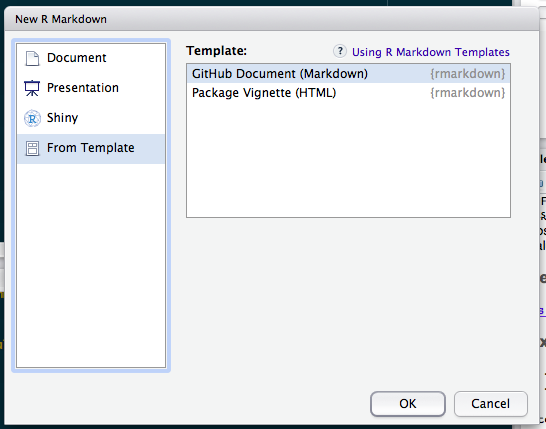 New R Markdown
Document
Presentation
R Shiny
From Template
Template:
? Using R Markdown Templates
GitHub Document (Markdown) {rmarkdown}
Package Vignette (HTML) {rmarkdown}
OK
Cancel